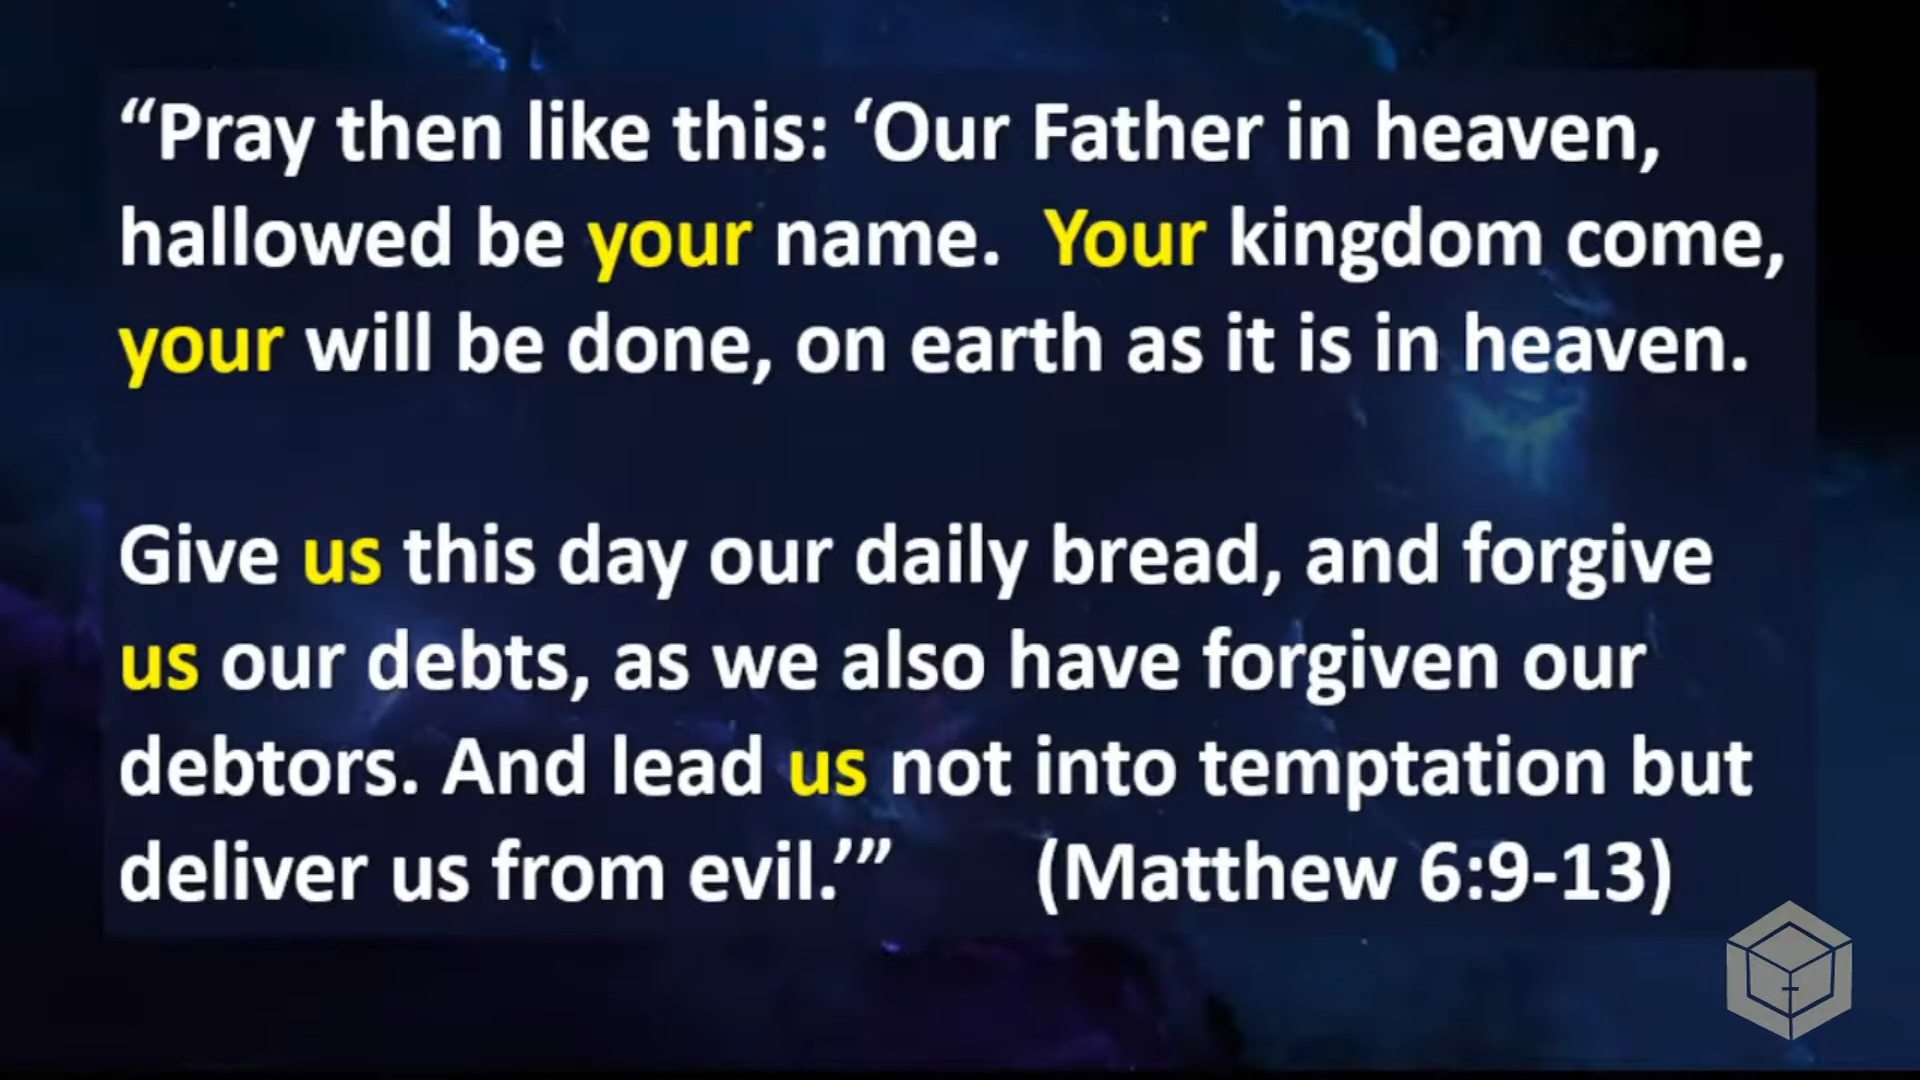 “Pray then like this: ‘Our Father in heaven,
hallowed be your name.  Your kingdom come,
your will be done, on earth as it is in heaven.
Give us this day our daily bread, and forgive
us our debts, as we also have forgiven our
debtors. And lead us not into temptation but
deliver us from evil.’” (Matthew 6:9-13)